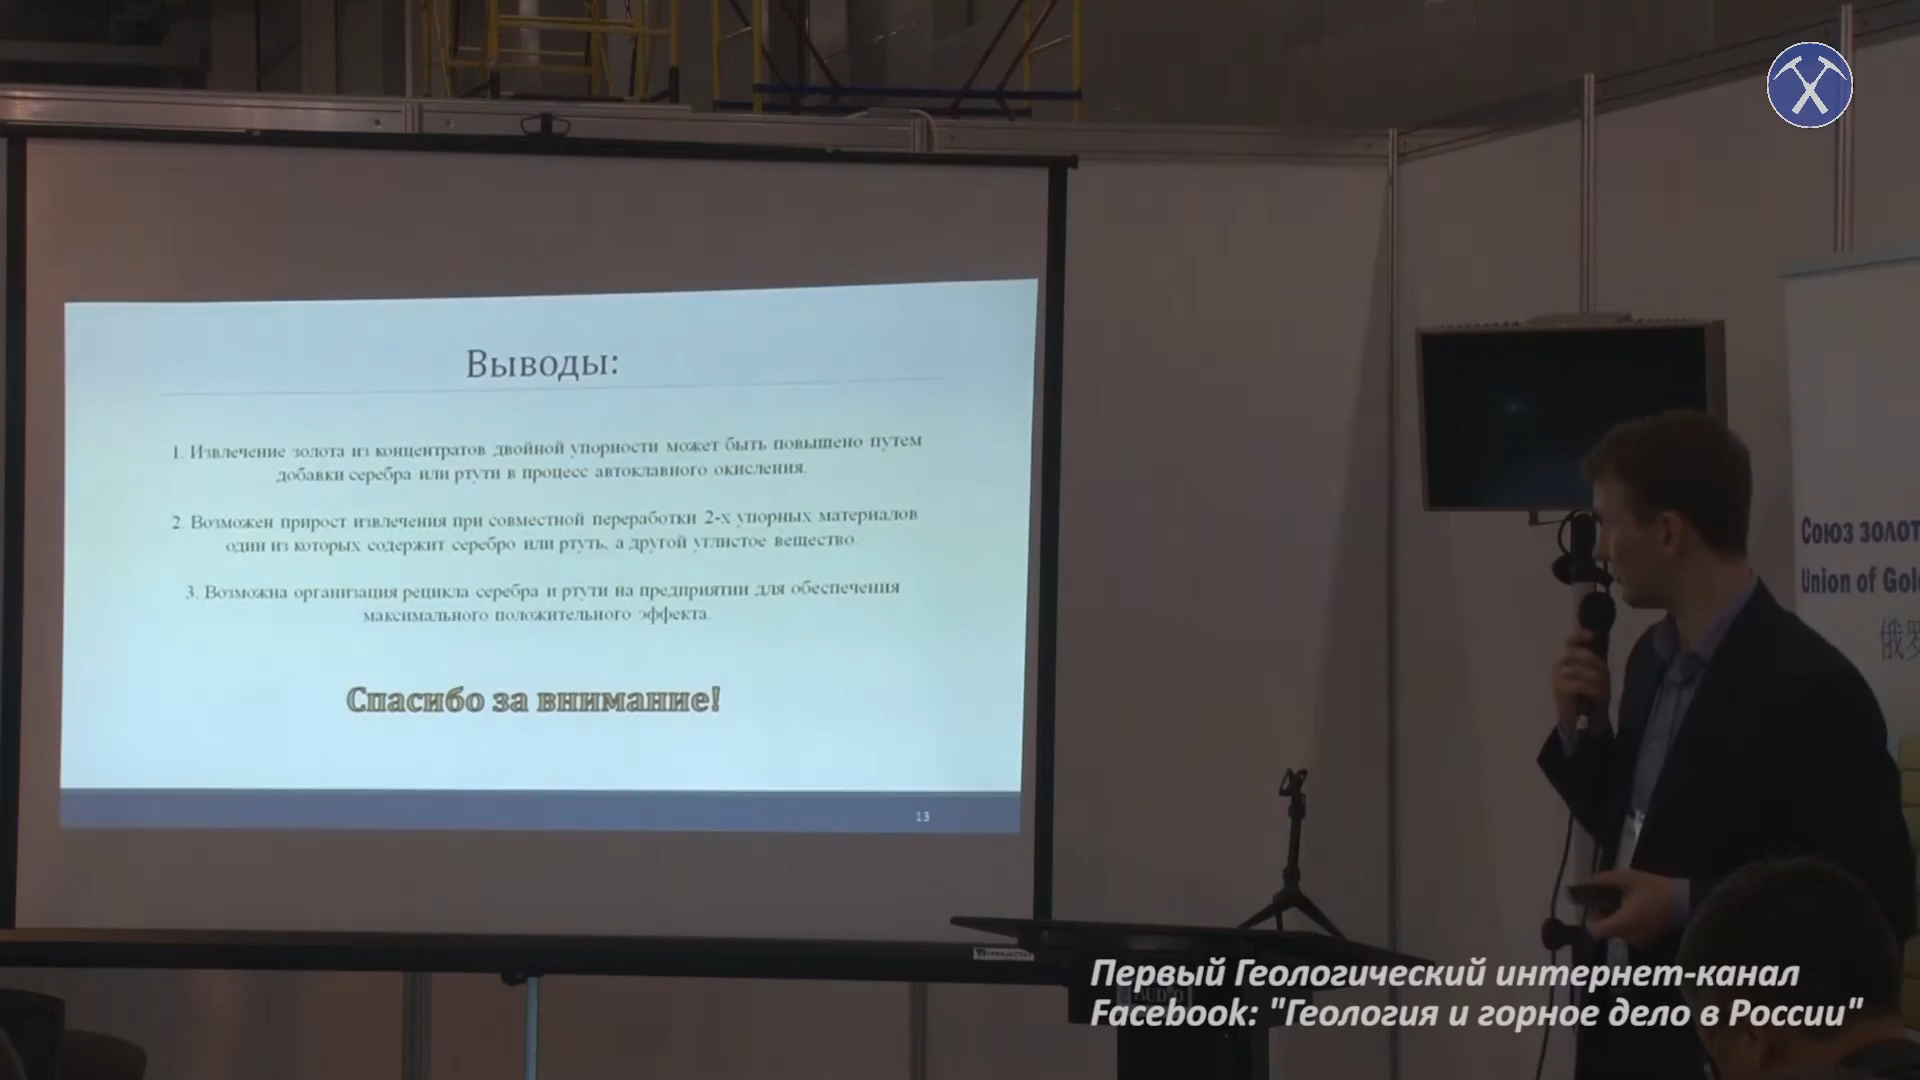 Выводы:
1. Извлечение золота из концентратов двойной упорности может быть повышено путем
добавки серебра или ртути в процесс автоклавного окисления.
2. Возможен прирост извлечения при совместной переработки 2-х упорных материалов
один из которых содержит серебро или ртуть, а другой углистое вещество.
3. Возможна организация рецикла серебра и ртути на предприятии для обеспечения
максимального положительного эффекта.
Спасибо за внимание!
13
Союз золот
Union of Gol
俄罗
AUDIO
Первый Геологический интернет-канал
Facebook: "Геология и горное дело в России"